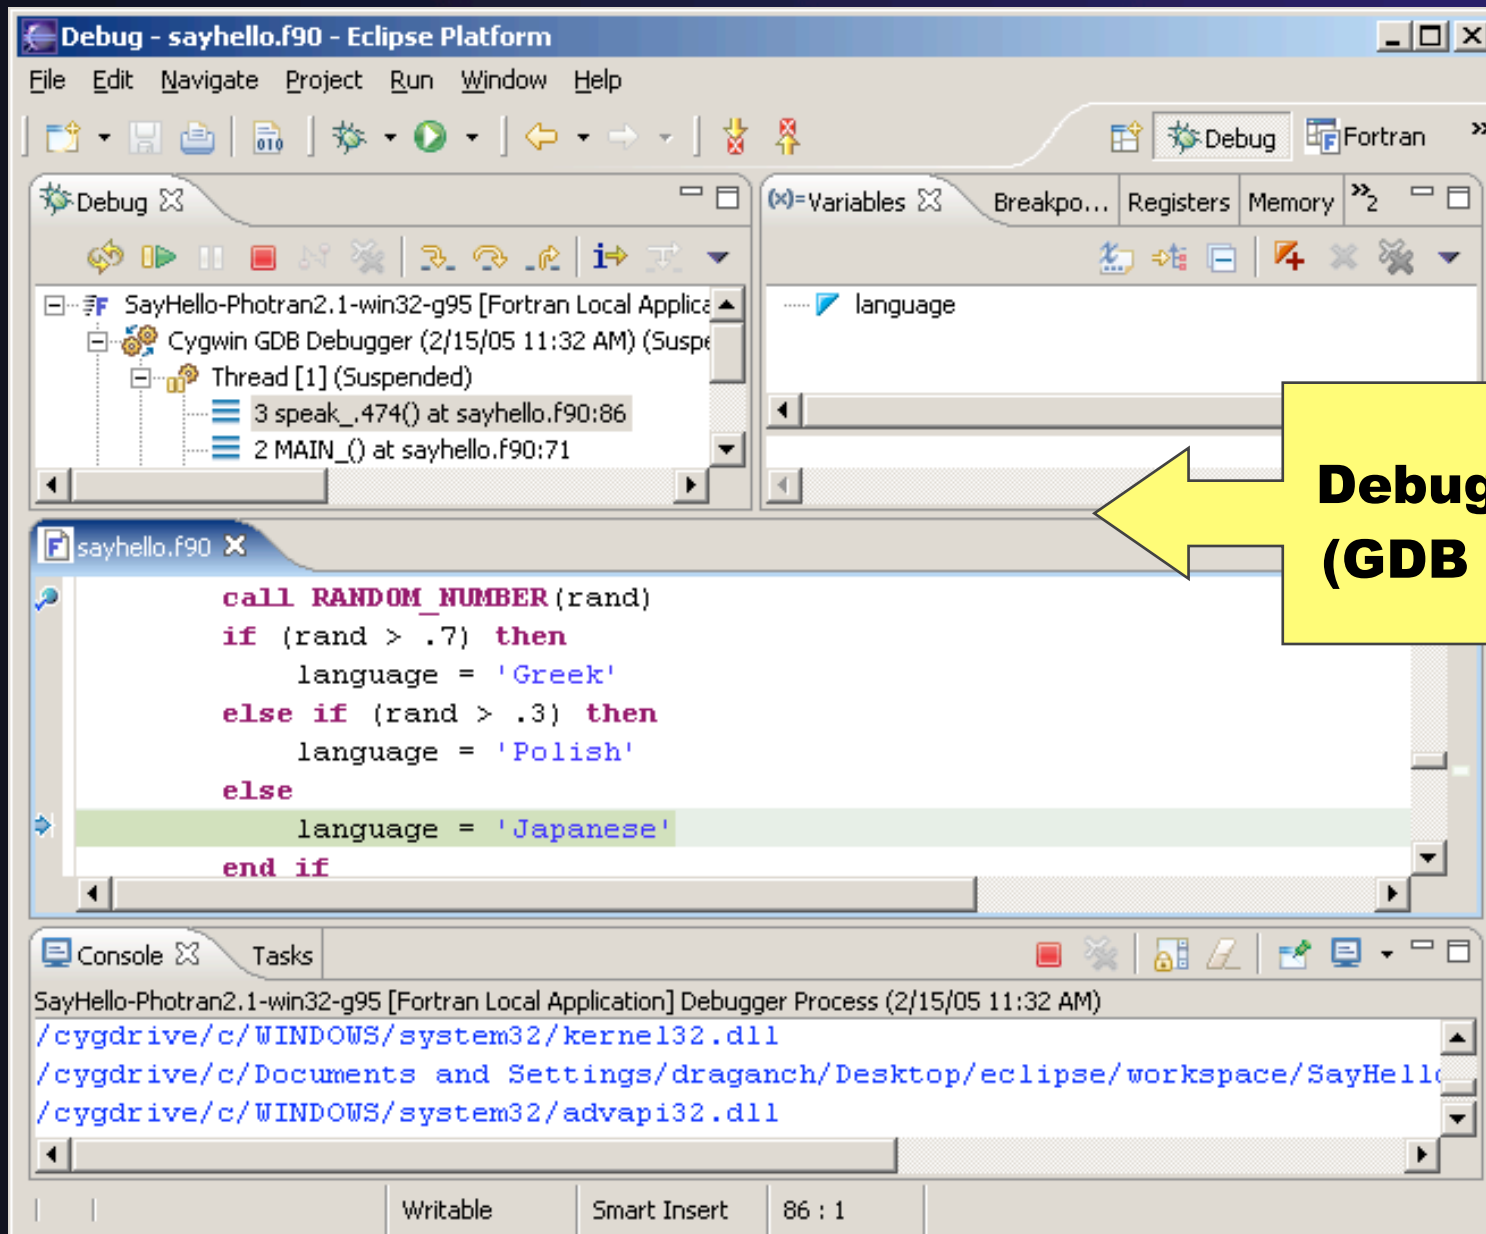 Debug - sayhello.f90 - Eclipse Platform
File Edit Navigate Project Run Window Help
010
Debug
Fortran
Debug
(x)= Variables Breakpo... Registers Memory »2
SayHello-Photran2.1-win32-g95 [Fortran Local Applica
Cygwin GDB Debugger (2/15/05 11:32 AM) (Suspe
Thread [1] (Suspended)
3 speak_.474() at sayhello.f90:86
2 MAIN_() at sayhello.f90:71
language
Debug
(GDB
sayhello.f90
call RANDOM_NUMBER(rand)
if (rand > .7) then
language = 'Greek'
else if (rand > .3) then
language = 'Polish'
else
language = 'Japanese'
end if
Console Tasks
SayHello-Photran2.1-win32-g95 [Fortran Local Application] Debugger Process (2/15/05 11:32 AM)
/cygdrive/c/WINDOWS/system32/kernel32.dll
/cygdrive/c/Documents and Settings/draganch/Desktop/eclipse/workspace/SayHello
/cygdrive/c/WINDOWS/system32/advapi32.dll
Writable Smart Insert 86 : 1